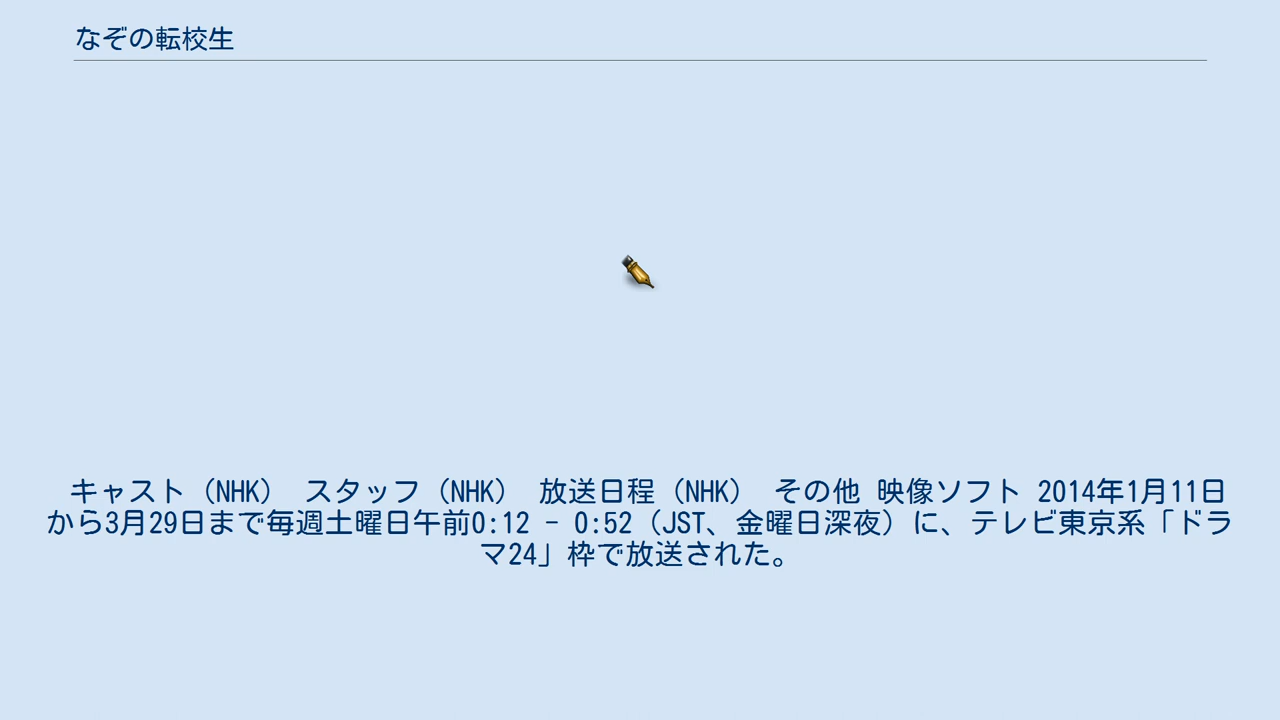 なぞの転校生
キャスト（NHK） スタッフ（NHK） 放送日程（NHK） その他 映像ソフト 2014年1月11日
から3月29日まで毎週土曜日午前0:12 - 0:52（JST、金曜日深夜）に、テレビ東京系「ドラ
マ24」枠で放送された。